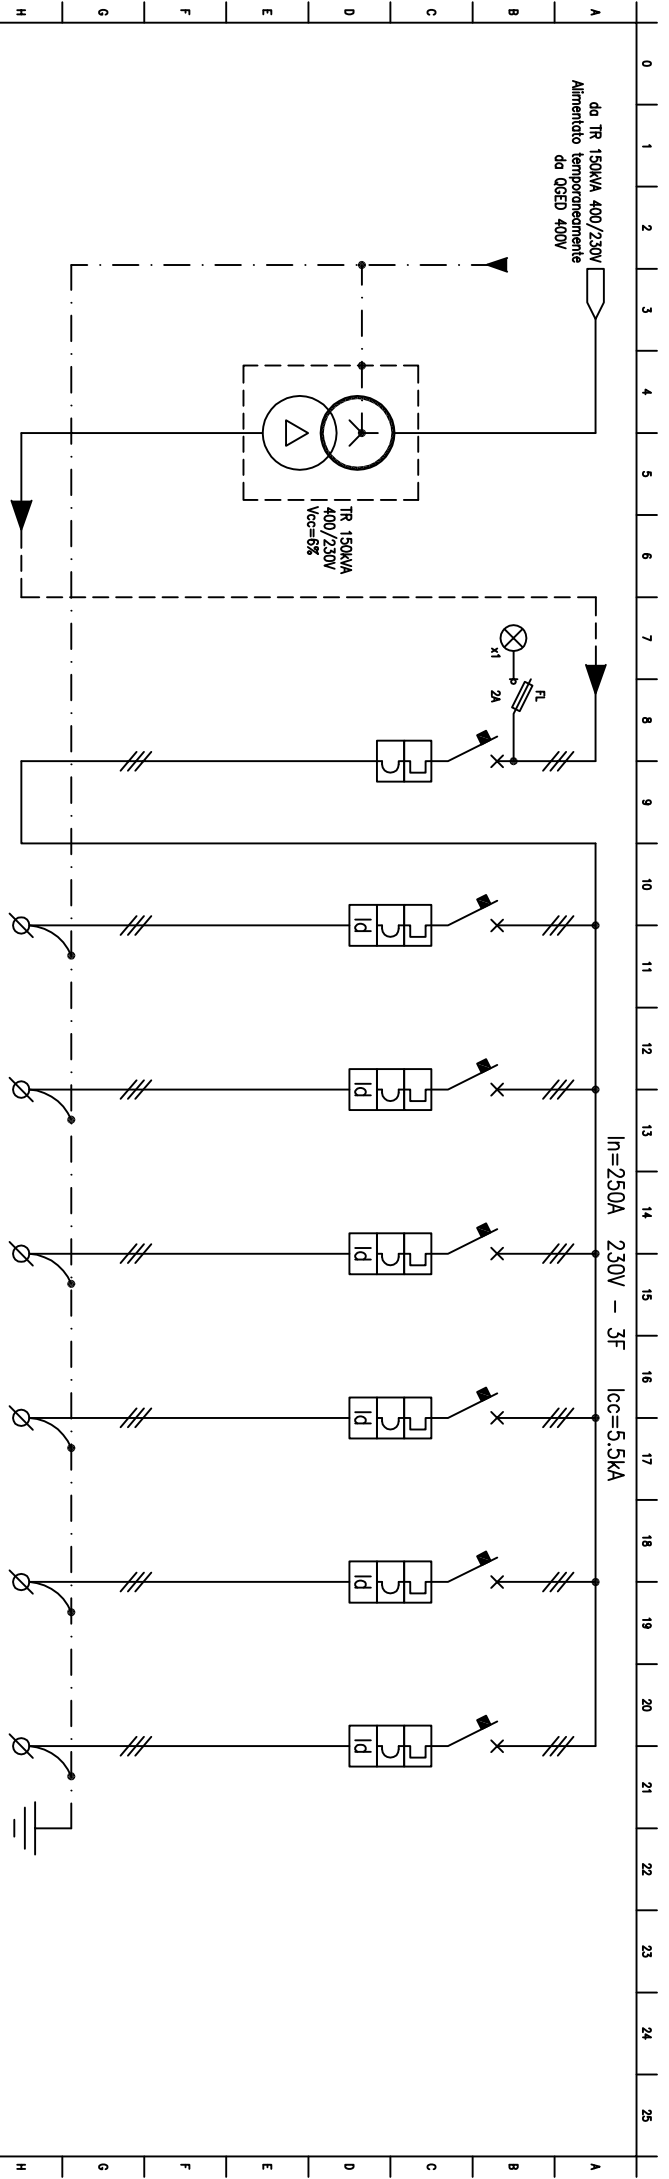 0 1 2 3 4 5 6 7 8 9 10 11 12 13 14 15 16 17 18 19 20 21 22 23 24 25
A
B
C
D
E
F
G
H
A
B
C
D
E
F
G
H
da TR 150kVA 400/230V
Alimentato temporaneamente
da QGED 400V
TR 150kVA
400/230V
Vcc=6%
FL
2A
x1
In=250A 230V - 3F Icc=5.5kA
Id
Id
Id
Id
Id
Id